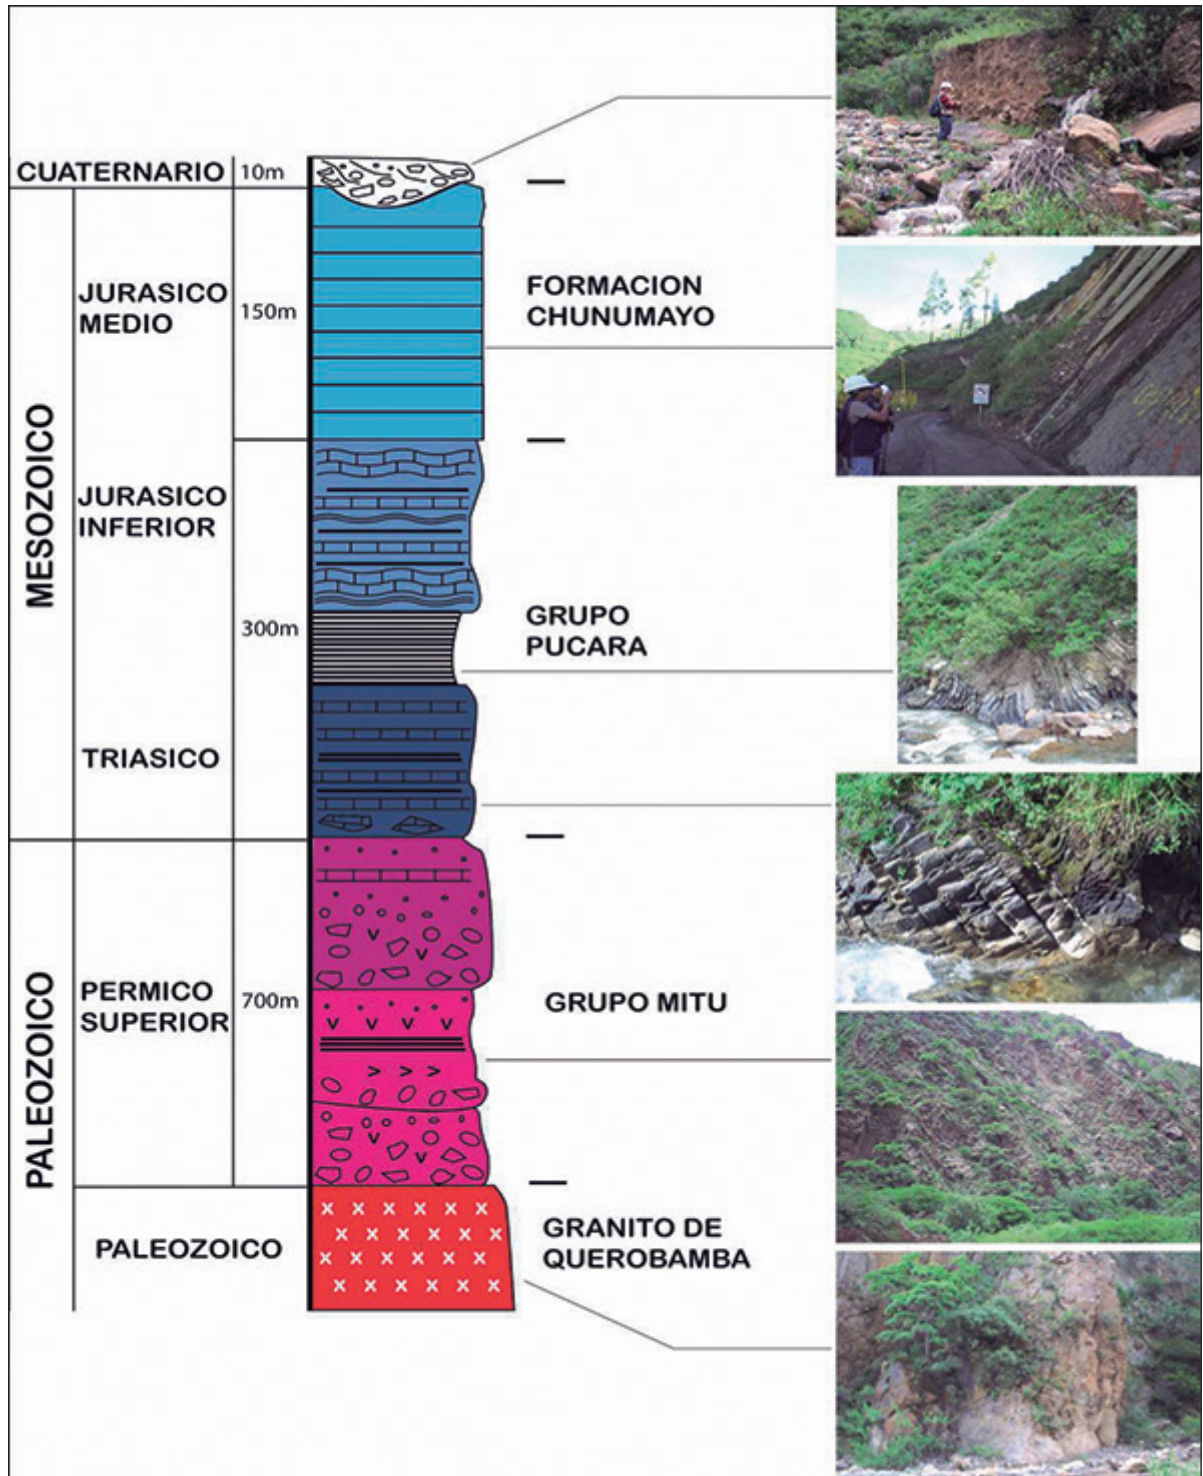 CUATERNARIO
10m
MESOZOICO
JURASICO
MEDIO
150m
FORMACION
CHUNUMAYO
JURASICO
INFERIOR
300m
GRUPO
PUCARA
TRIASICO
PALEOZOICO
PERMICO
SUPERIOR
700m
GRUPO MITU
PALEOZOICO
GRANITO DE
QUEROBAMBA